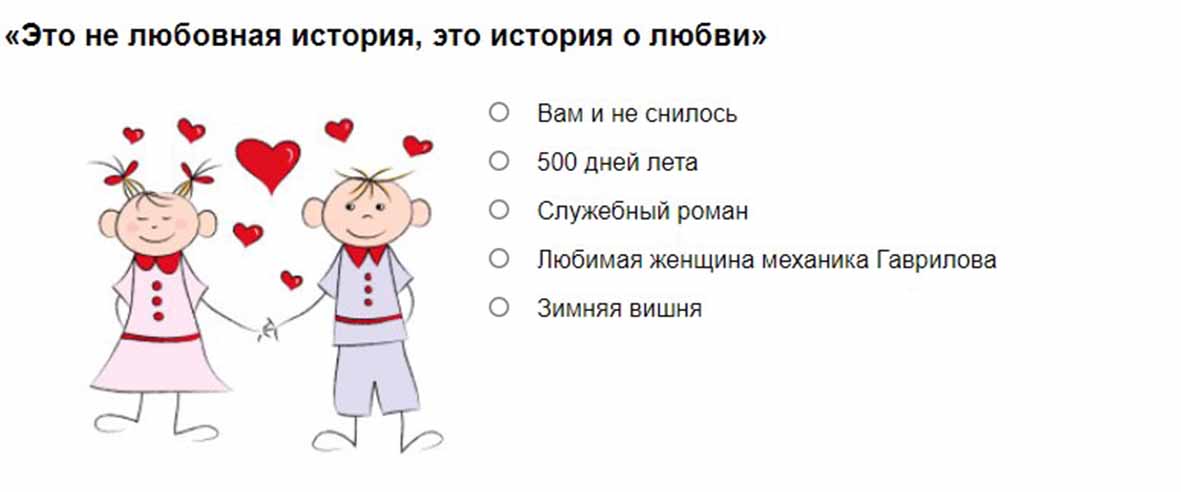 «Это не любовная история, это история о любви»
Вам и не снилось
500 дней лета
Служебный роман
Любимая женщина механика Гаврилова
Зимняя вишня